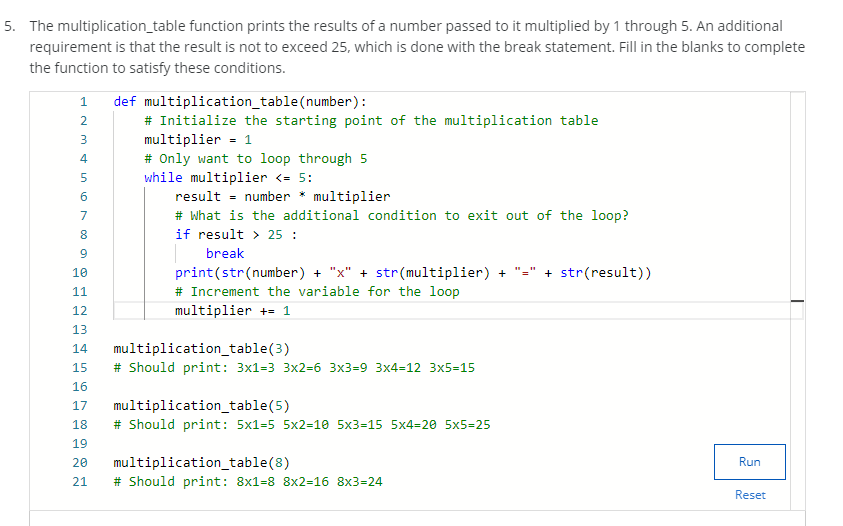 5. The multiplication_table function prints the results of a number passed to it multiplied by 1 through 5. An additional
requirement is that the result is not to exceed 25, which is done with the break statement. Fill in the blanks to complete
the function to satisfy these conditions.
1 def multiplication_table(number):
2     # Initialize the starting point of the multiplication table
3     multiplier = 1
4     # Only want to loop through 5
5     while multiplier <= 5:
6         result = number * multiplier
7         # What is the additional condition to exit out of the loop?
8         if result > 25 :
9             break
10         print(str(number) + "x" + str(multiplier) + "=" + str(result))
11         # Increment the variable for the loop
12         multiplier += 1
13
14 multiplication_table(3)
15 # Should print: 3x1=3 3x2=6 3x3=9 3x4=12 3x5=15
16
17 multiplication_table(5)
18 # Should print: 5x1=5 5x2=10 5x3=15 5x4=20 5x5=25
19
20 multiplication_table(8)
21 # Should print: 8x1=8 8x2=16 8x3=24
Run
Reset